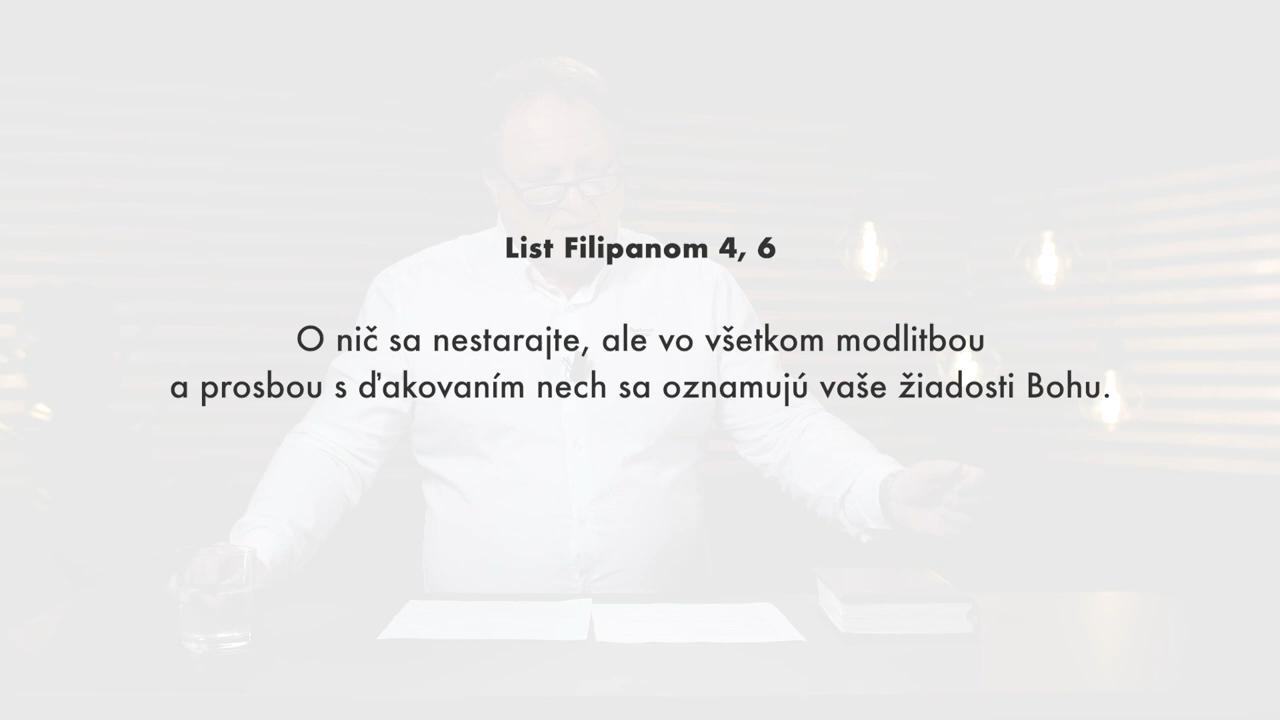 List Filipanom 4, 6
O nič sa nestarajte, ale vo všetkom modlitbou
a prosbou s ďakovaním nech sa oznamujú vaše žiadosti Bohu.